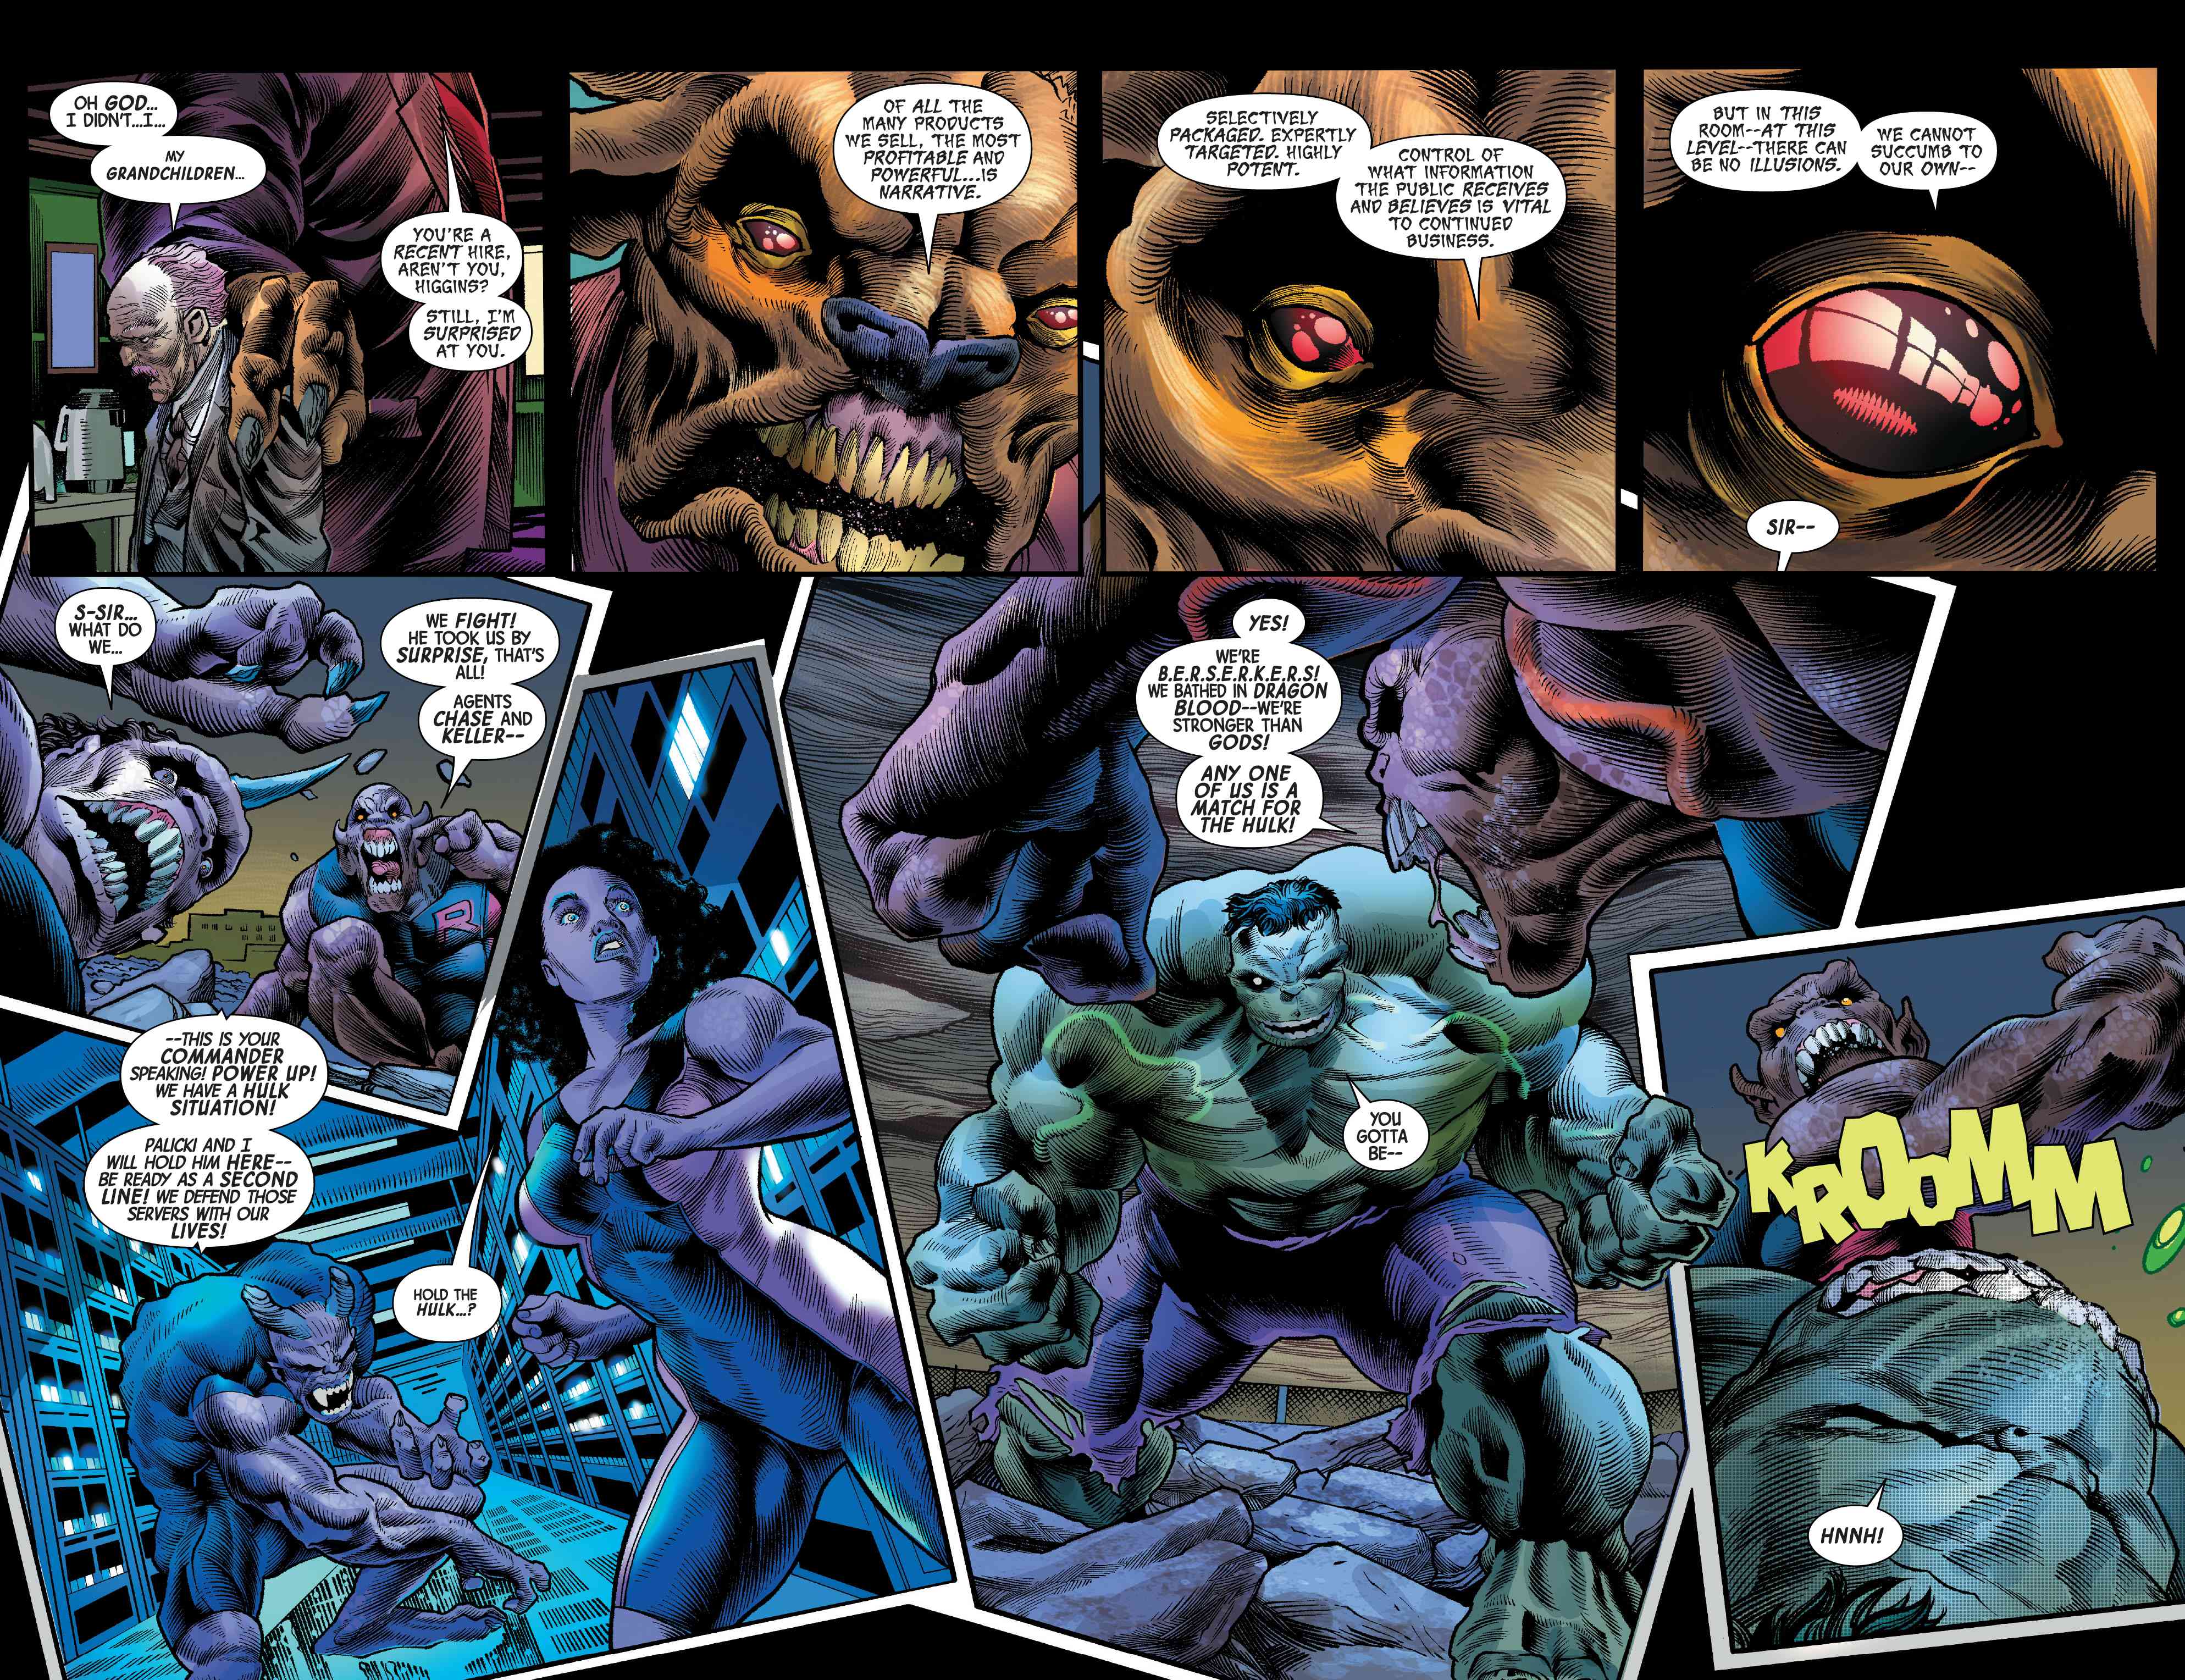 OH GOD...
I DIDN'T...I...
MY
GRANDCHILDREN...
YOU'RE A
RECENT HIRE,
AREN'T YOU,
HIGGINS?
STILL, I'M
SURPRISED
AT YOU.
OF ALL THE
MANY PRODUCTS
WE SELL, THE MOST
PROFITABLE AND
POWERFUL...IS
NARRATIVE.
SELECTIVELY
PACKAGED. EXPERTLY
TARGETED. HIGHLY
POTENT.
CONTROL OF
WHAT INFORMATION
THE PUBLIC RECEIVES
AND BELIEVES IS VITAL
TO CONTINUED
BUSINESS.
BUT IN THIS
ROOM--AT THIS
LEVEL--THERE CAN
BE NO ILLUSIONS.
WE CANNOT
SUCCUMB TO
OUR OWN--
SIR--
S-SIR...
WHAT DO
WE...
WE FIGHT!
HE TOOK US BY
SURPRISE, THAT'S
ALL!
AGENTS
CHASE AND
KELLER--
R
--THIS IS YOUR
COMMANDER
SPEAKING! POWER UP!
WE HAVE A HULK
SITUATION!
PALICKI AND I
WILL HOLD HIM HERE--
BE READY AS A SECOND
LINE! WE DEFEND THOSE
SERVERS WITH OUR
LIVES!
HOLD THE
HULK...?
YES!
WE'RE
B.E.R.S.E.R.K.E.R.S!
WE BATHED IN DRAGON
BLOOD--WE'RE
STRONGER THAN
GODS!
ANY ONE
OF US IS A
MATCH FOR
THE HULK!
YOU
GOTTA
BE--
KROOMM
HNNH!